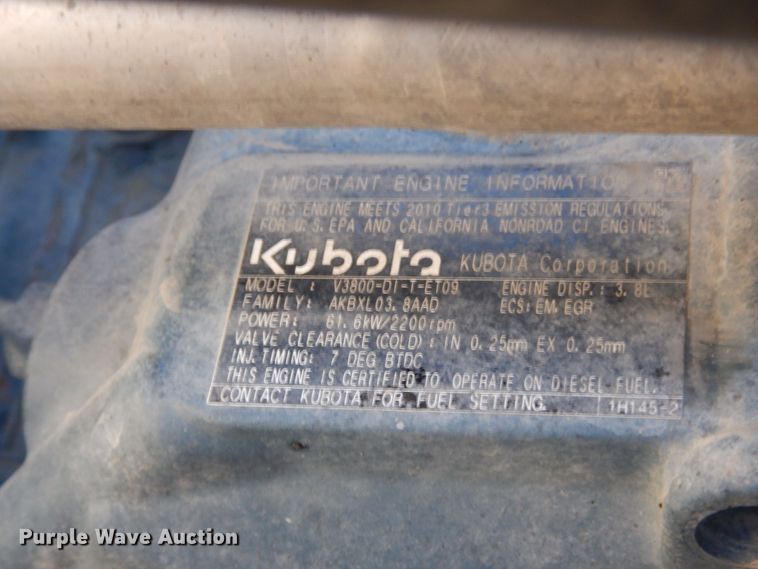 IMPORTANT ENGINE INFORMATION
THIS ENGINE MEETS 2010 Tier3 EMISSION REGULATIONS
FOR U.S. EPA AND CALIFORNIA NONROAD CI ENGINES.
Kubota KUBOTA Corporation
MODEL : V3800-DI-T-ET09 ENGINE DISP.: 3.8L
FAMILY: AKBXL03.8AAD ECS: EM,EGR
POWER: 61.6kW/2200rpm
VALVE CLEARANCE (COLD): IN 0.25mm EX 0.25mm
INJ.TIMING: 7 DEG BTDC
THIS ENGINE IS CERTIFIED TO OPERATE ON DIESEL FUEL.
CONTACT KUBOTA FOR FUEL SETTING. 1H145-2
Purple Wave Auction